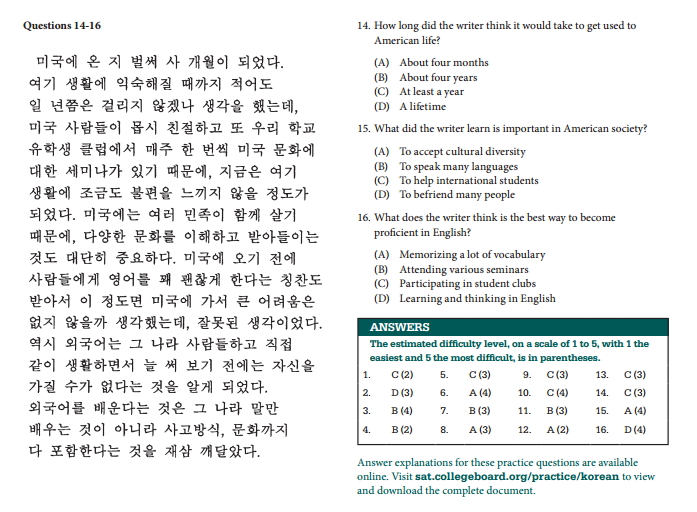 Questions 14-16
미국에 온 지 벌써 사 개월이 되었다.
여기 생활에 익숙해질 때까지 적어도
일 년쯤은 걸리지 않겠나 생각을 했는데,
미국 사람들이 몹시 친절하고 또 우리 학교
유학생 클럽에서 매주 한 번씩 미국 문화에
대한 세미나가 있기 때문에, 지금은 여기
생활에 조금도 불편을 느끼지 않을 정도가
되었다. 미국에는 여러 민족이 함께 살기
때문에, 다양한 문화를 이해하고 받아들이는
것도 대단히 중요하다. 미국에 오기 전에
사람들에게 영어를 꽤 괜찮게 한다는 칭찬도
받아서 이 정도면 미국에 가서 큰 어려움은
없지 않을까 생각했는데, 잘못된 생각이었다.
역시 외국어는 그 나라 사람들하고 직접
같이 생활하면서 늘 써 보기 전에는 자신을
가질 수가 없다는 것을 알게 되었다.
외국어를 배운다는 것은 그 나라 말만
배우는 것이 아니라 사고방식, 문화까지
다 포함한다는 것을 재삼 깨달았다.
14. How long did the writer think it would take to get used to
American life?
(A) About four months
(B) About four years
(C) At least a year
(D) A lifetime
15. What did the writer learn is important in American society?
(A) To accept cultural diversity
(B) To speak many languages
(C) To help international students
(D) To befriend many people
16. What does the writer think is the best way to become
proficient in English?
(A) Memorizing a lot of vocabulary
(B) Attending various seminars
(C) Participating in student clubs
(D) Learning and thinking in English
ANSWERS
The estimated difficulty level, on a scale of 1 to 5, with 1 the
easiest and 5 the most difficult, is in parentheses.
1. C (2) 5. C (3) 9. C (3) 13. C (3)
2. D (3) 6. A (4) 10. C (4) 14. C (3)
3. B (4) 7. B (3) 11. B (3) 15. A (4)
4. B (2) 8. A (3) 12. A (2) 16. D (4)
Answer explanations for these practice questions are available
online. Visit sat.collegeboard.org/practice/korean to view
and download the complete document.